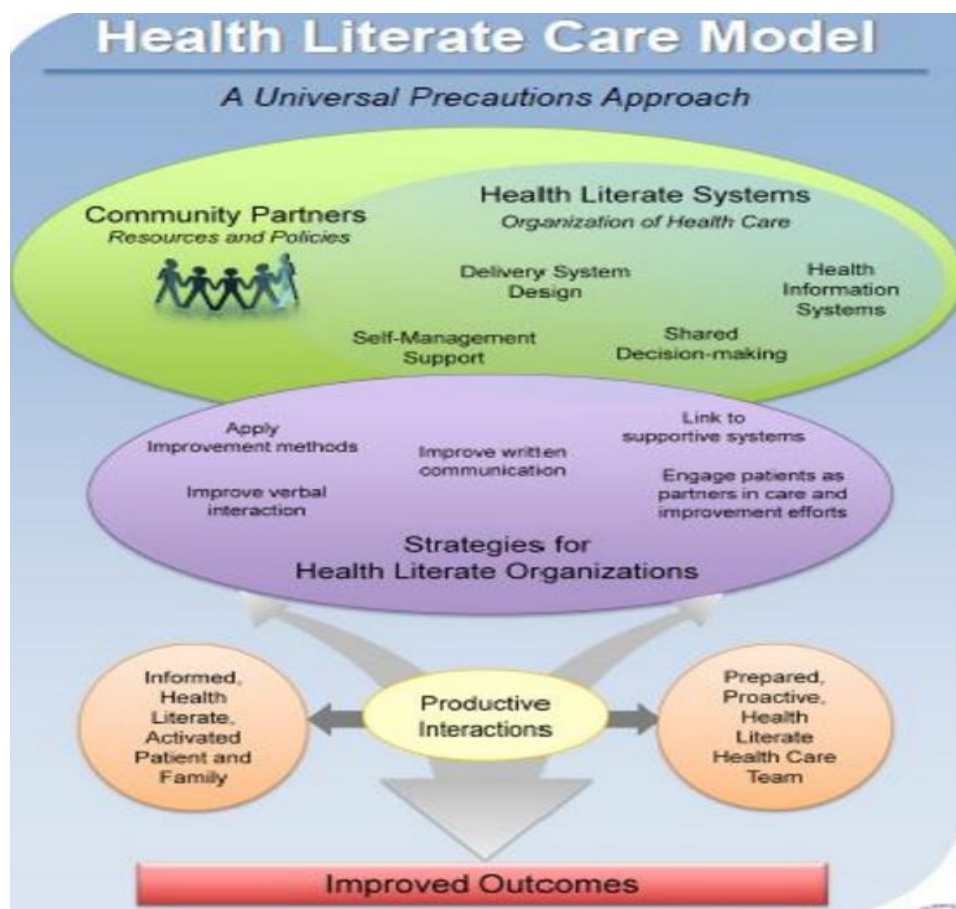 Health Literate Care Model
A Universal Precautions Approach
Community Partners
Resources and Policies
Health Literate Systems
Organization of Health Care
Delivery System
Design
Health
Information
Systems
Self-Management
Support
Shared
Decision-making
Apply
Improvement methods
Improve written
communication
Link to
supportive systems
Improve verbal
interaction
Engage patients as
partners in care and
improvement efforts
Strategies for
Health Literate Organizations
Informed,
Health
Literate,
Activated
Patient and
Family
Productive
Interactions
Prepared,
Proactive,
Health
Literate
Health Care
Team
Improved Outcomes